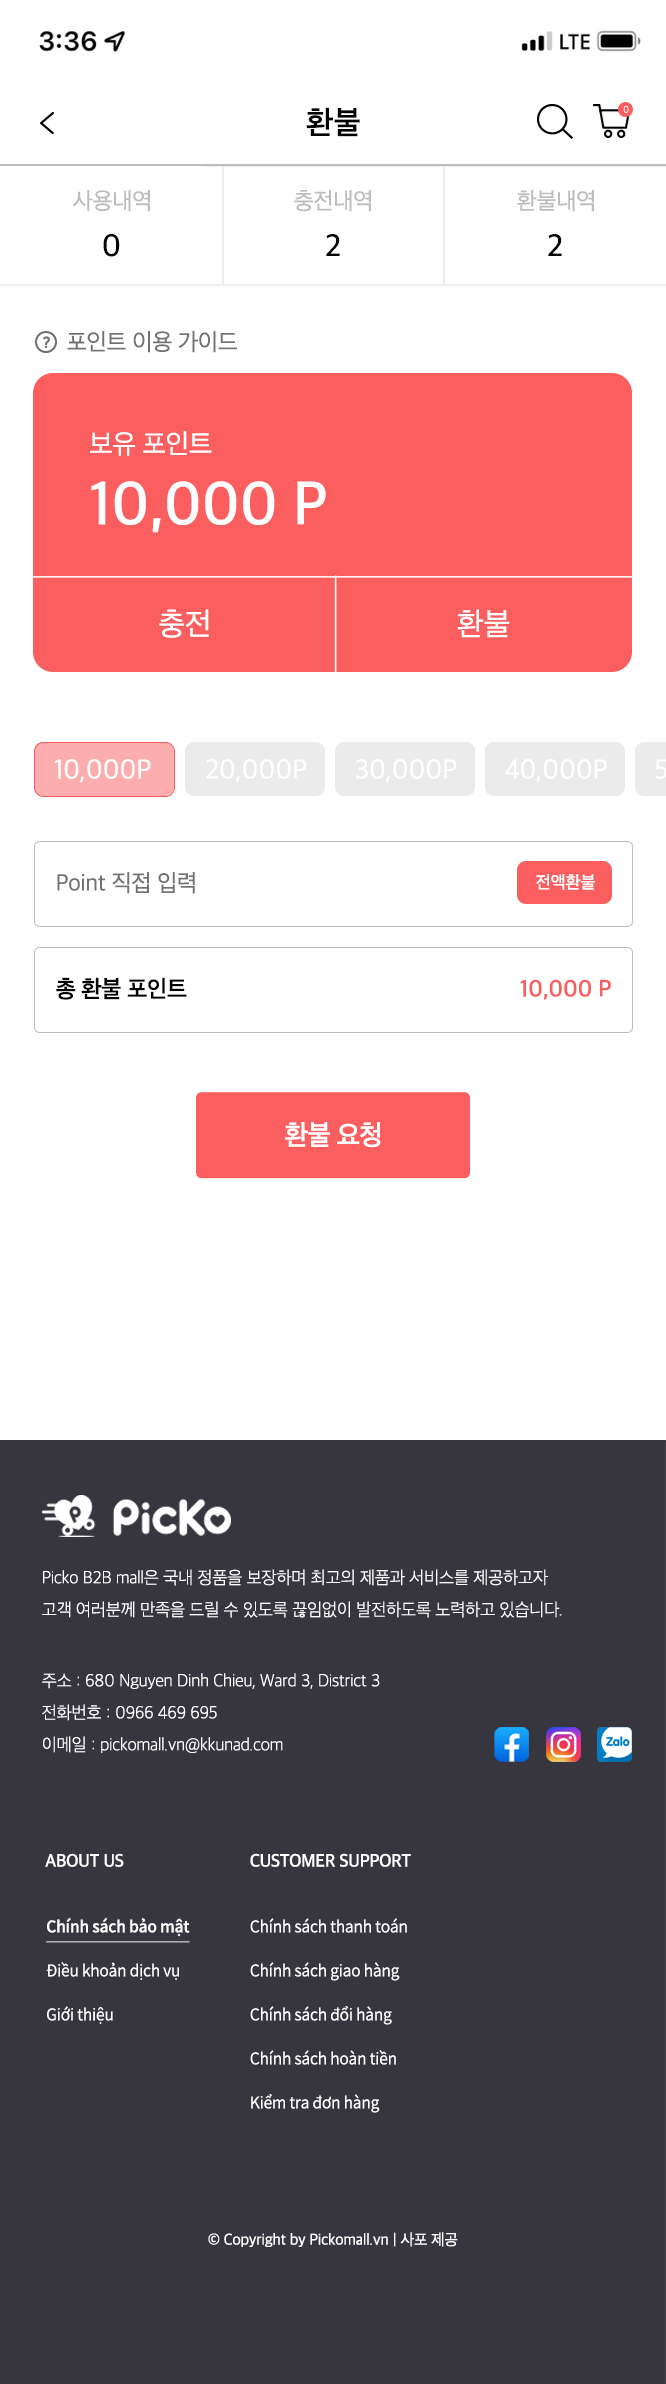 3:36 LTE
환불
0
사용내역 충전내역 환불내역
0 2 2
? 포인트 이용 가이드
보유 포인트
10,000 P
충전 환불
10,000P 20,000P 30,000P 40,000P 5
Point 직접 입력 전액환불
총 환불 포인트 10,000 P
환불 요청
PicKo
Picko B2B mall은 국내 정품을 보장하며 최고의 제품과 서비스를 제공하고자
고객 여러분께 만족을 드릴 수 있도록 끊임없이 발전하도록 노력하고 있습니다.
주소 : 680 Nguyen Dinh Chieu, Ward 3, District 3
전화번호 : 0966 469 695
이메일 : pickomall.vn@kkunad.com
Zalo
ABOUT US CUSTOMER SUPPORT
Chính sách bảo mật Chính sách thanh toán
Điều khoản dịch vụ Chính sách giao hàng
Giới thiệu Chính sách đổi hàng
Chính sách hoàn tiền
Kiểm tra đơn hàng
© Copyright by Pickomall.vn | 사포 제공